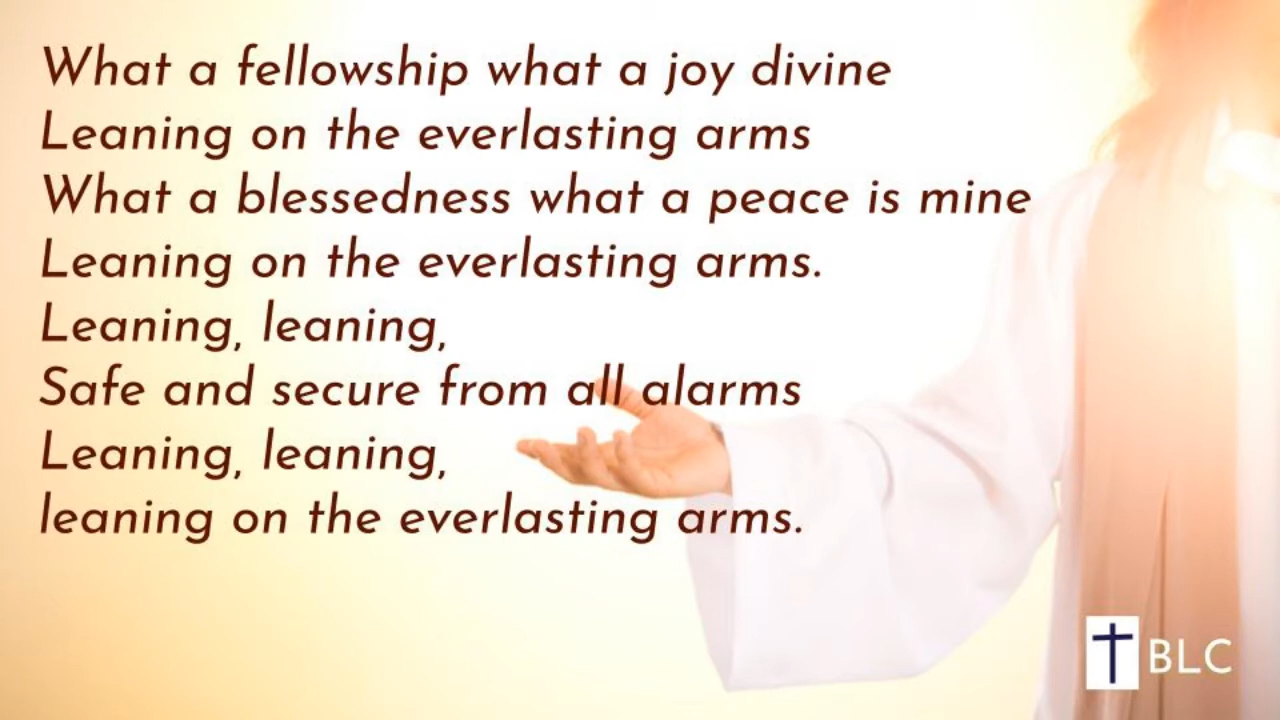 What a fellowship what a joy divine
Leaning on the everlasting arms
What a blessedness what a peace is mine
Leaning on the everlasting arms.
Leaning, leaning,
Safe and secure from all alarms
Leaning, leaning,
leaning on the everlasting arms.
BLC